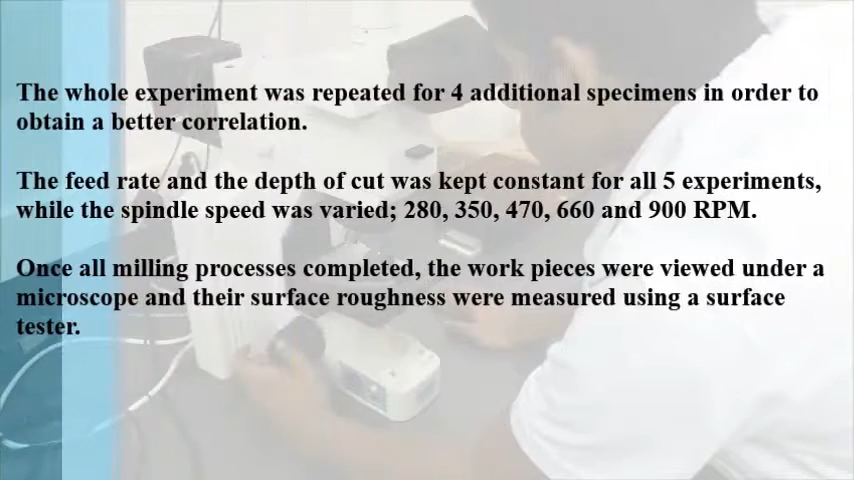 The whole experiment was repeated for 4 additional specimens in order to
obtain a better correlation.
The feed rate and the depth of cut was kept constant for all 5 experiments,
while the spindle speed was varied; 280, 350, 470, 660 and 900 RPM.
Once all milling processes completed, the work pieces were viewed under a
microscope and their surface roughness were measured using a surface
tester.